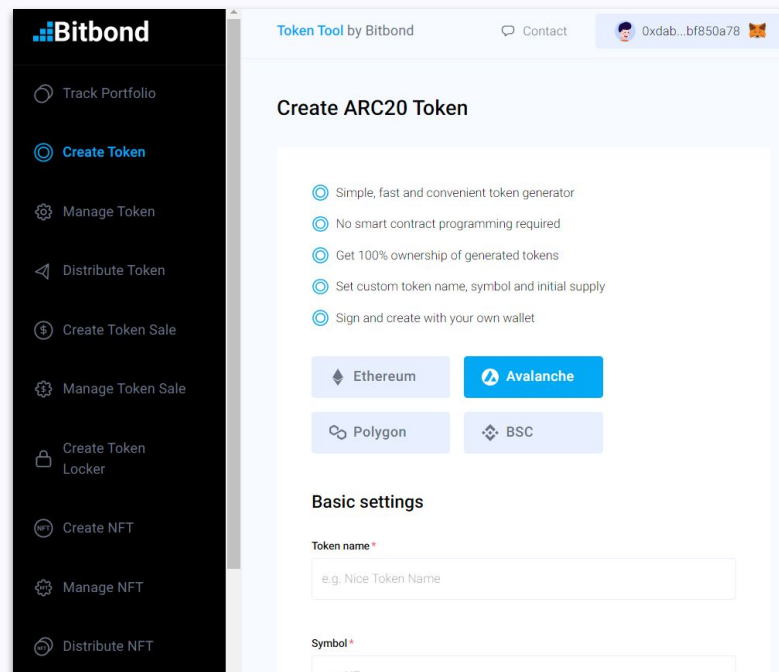 Bitbond
Track Portfolio
Create Token
Manage Token
Distribute Token
Create Token Sale
Manage Token Sale
Create Token
Locker
Create NFT
Manage NFT
Distribute NFT
Token Tool by Bitbond
Contact
0xdab...bf850a78
Create ARC20 Token
Simple, fast and convenient token generator
No smart contract programming required
Get 100% ownership of generated tokens
Set custom token name, symbol and initial supply
Sign and create with your own wallet
Ethereum
Avalanche
Polygon
BSC
Basic settings
Token name *
e.g. Nice Token Name
Symbol *